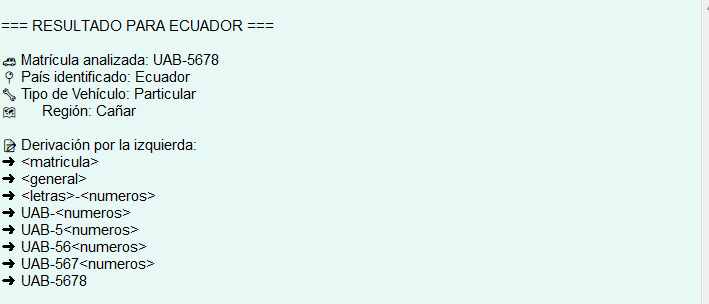 === RESULTADO PARA ECUADOR ===
🚗 Matrícula analizada: UAB-5678
📍 País identificado: Ecuador
🔧 Tipo de Vehículo: Particular
🗺 Región: Cañar
📝 Derivación por la izquierda:
➜ <matricula>
➜ <general>
➜ <letras>-<numeros>
➜ UAB-<numeros>
➜ UAB-5<numeros>
➜ UAB-56<numeros>
➜ UAB-567<numeros>
➜ UAB-5678